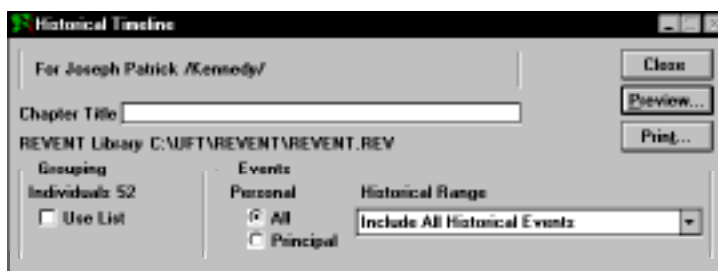 Historical Timeline
For Joseph Patrick /Kennedy/
Close
Chapter Title
Preview...
REVENT Library C:\UFT\REVENT\REVENT.REV
Print...
Grouping
Events
Individuals 52
Personal
Historical Range
Use List
All
Include All Historical Events
Principal